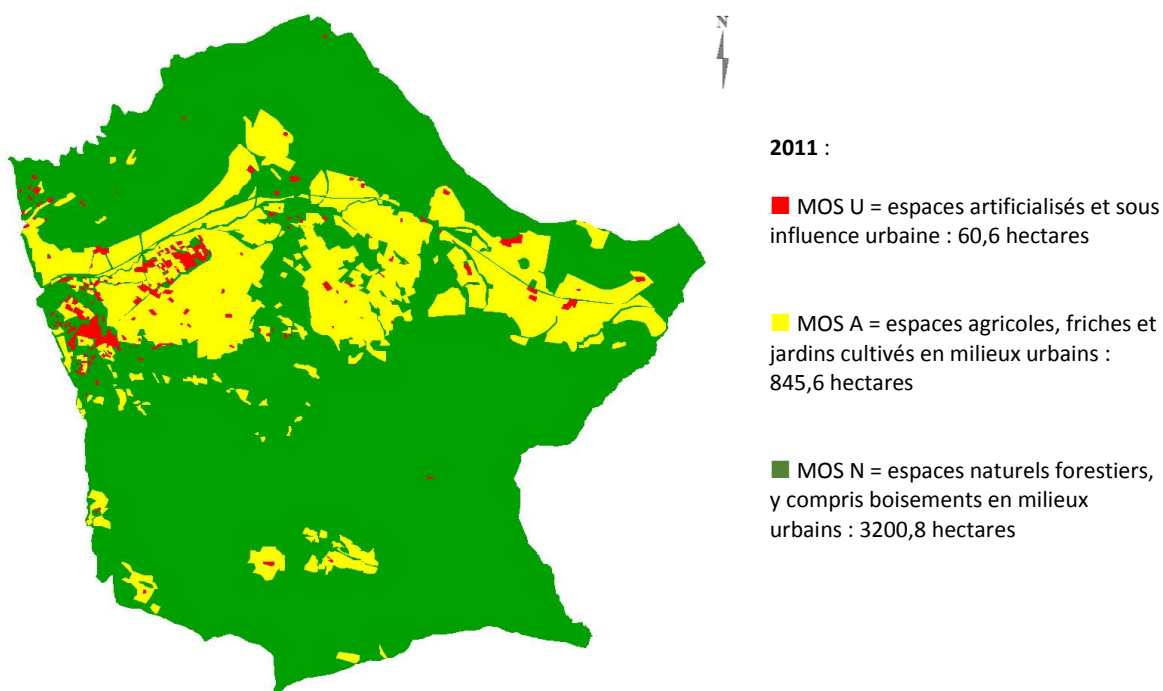 N
2011 :
MOS U = espaces artificialisés et sous
influence urbaine : 60,6 hectares
MOS A = espaces agricoles, friches et
jardins cultivés en milieux urbains :
845,6 hectares
MOS N = espaces naturels forestiers,
y compris boisements en milieux
urbains : 3200,8 hectares